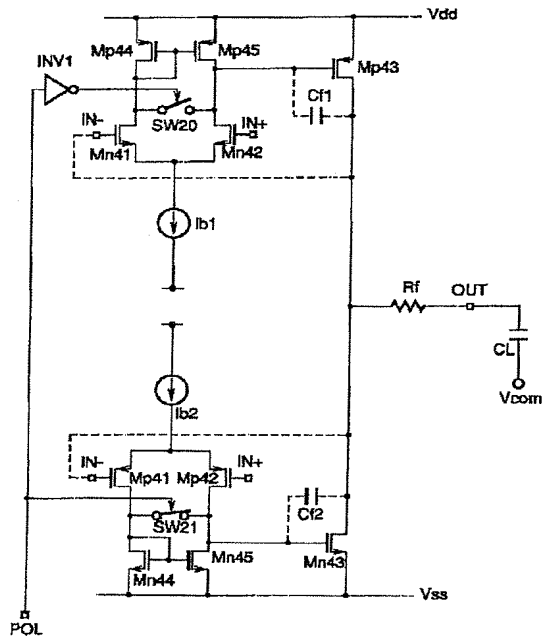 Vdd
Mp44
Mp45
Mp43
INV1
Cf1
IN-
SW20
IN+
Mn41
Mn42
Ib1
Rf
OUT
CL
Vcom
Ib2
IN-
Mp41
Mp42
IN+
Cf2
SW21
Mn45
Mn43
Mn44
Vss
POL